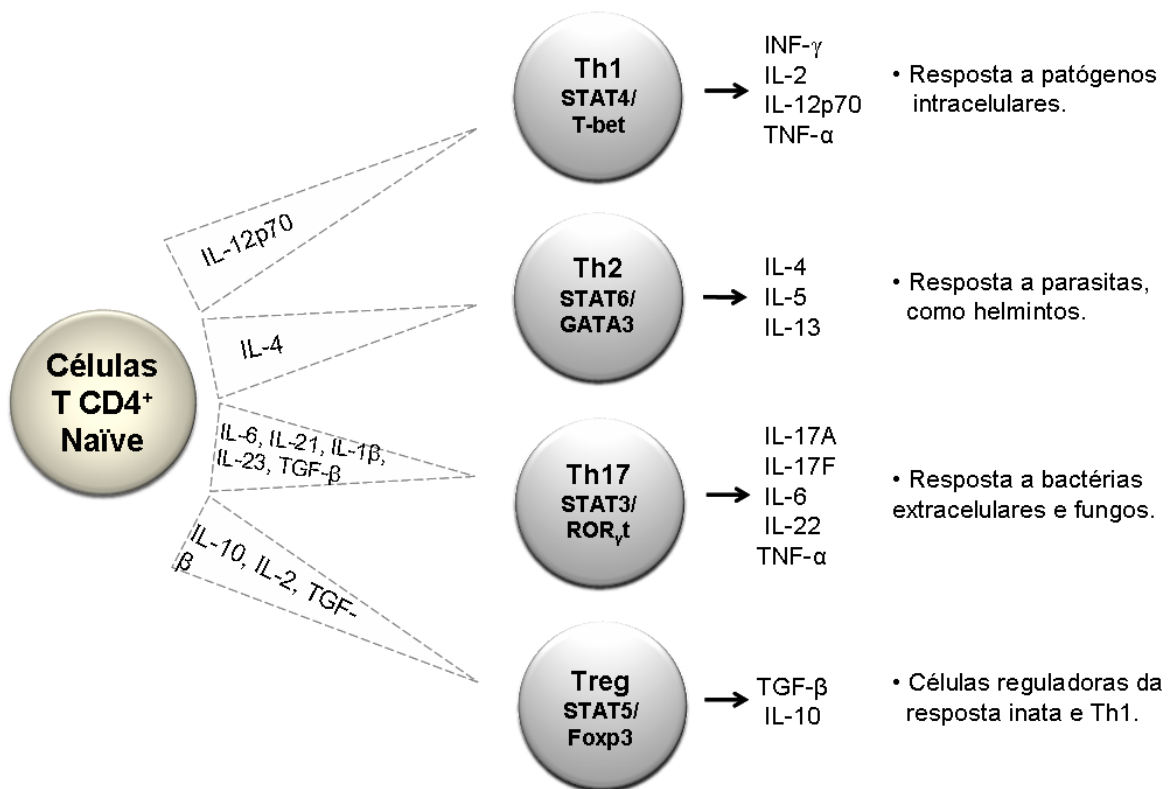 Células
T CD4⁺
Naïve
IL-12p70
Th1
STAT4/
T-bet
INF-γ
IL-2
IL-12p70
TNF-α
• Resposta a patógenos
intracelulares.
IL-4
Th2
STAT6/
GATA3
IL-4
IL-5
IL-13
• Resposta a parasitas,
como helmintos.
IL-6, IL-21, IL-1β,
IL-23, TGF-β
Th17
STAT3/
RORγt
IL-17A
IL-17F
IL-6
IL-22
TNF-α
• Resposta a bactérias
extracelulares e fungos.
IL-10, IL-2, TGF-
β
Treg
STAT5/
Foxp3
TGF-β
IL-10
• Células reguladoras da
resposta inata e Th1.